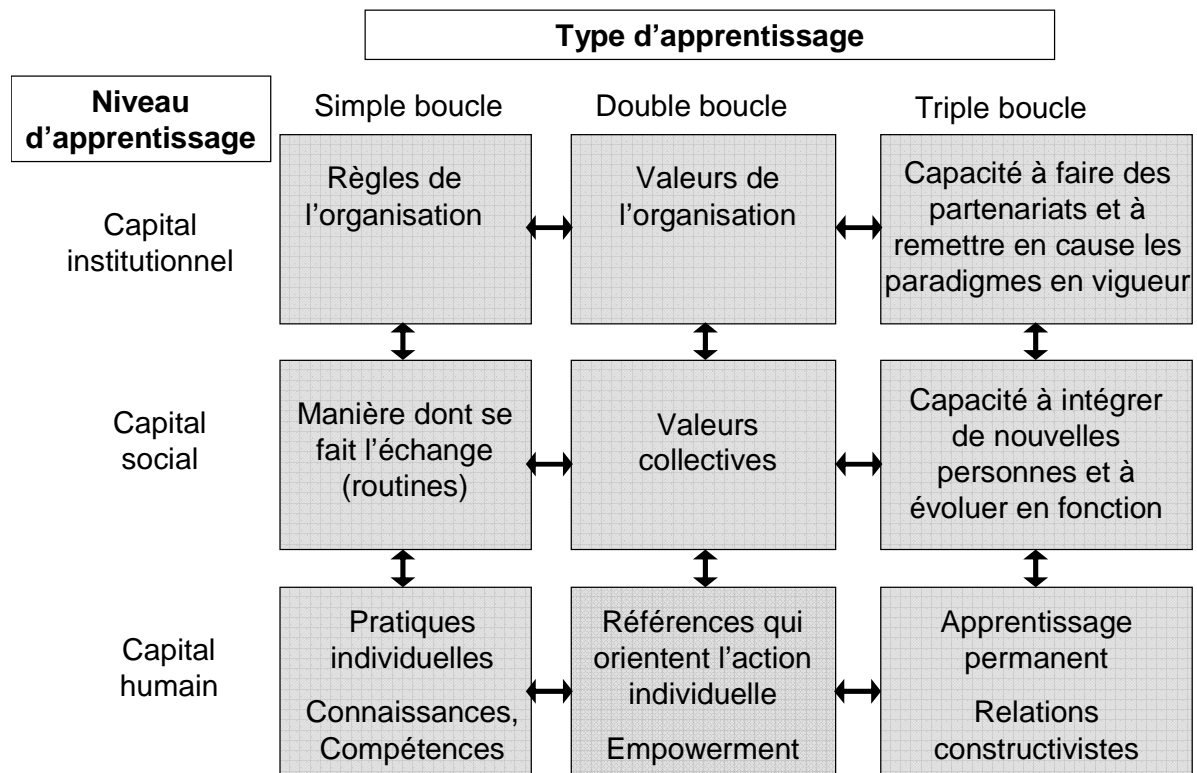 Type d’apprentissage
Niveau
d’apprentissage
Simple boucle
Double boucle
Triple boucle
Capital
institutionnel
Règles de
l’organisation
Valeurs de
l’organisation
Capacité à faire des
partenariats et à
remettre en cause les
paradigmes en vigueur
Capital
social
Manière dont se
fait l’échange
(routines)
Valeurs
collectives
Capacité à intégrer
de nouvelles
personnes et à
évoluer en fonction
Capital
humain
Pratiques
individuelles
Connaissances,
Compétences
Références qui
orientent l’action
individuelle
Empowerment
Apprentissage
permanent
Relations
constructivistes